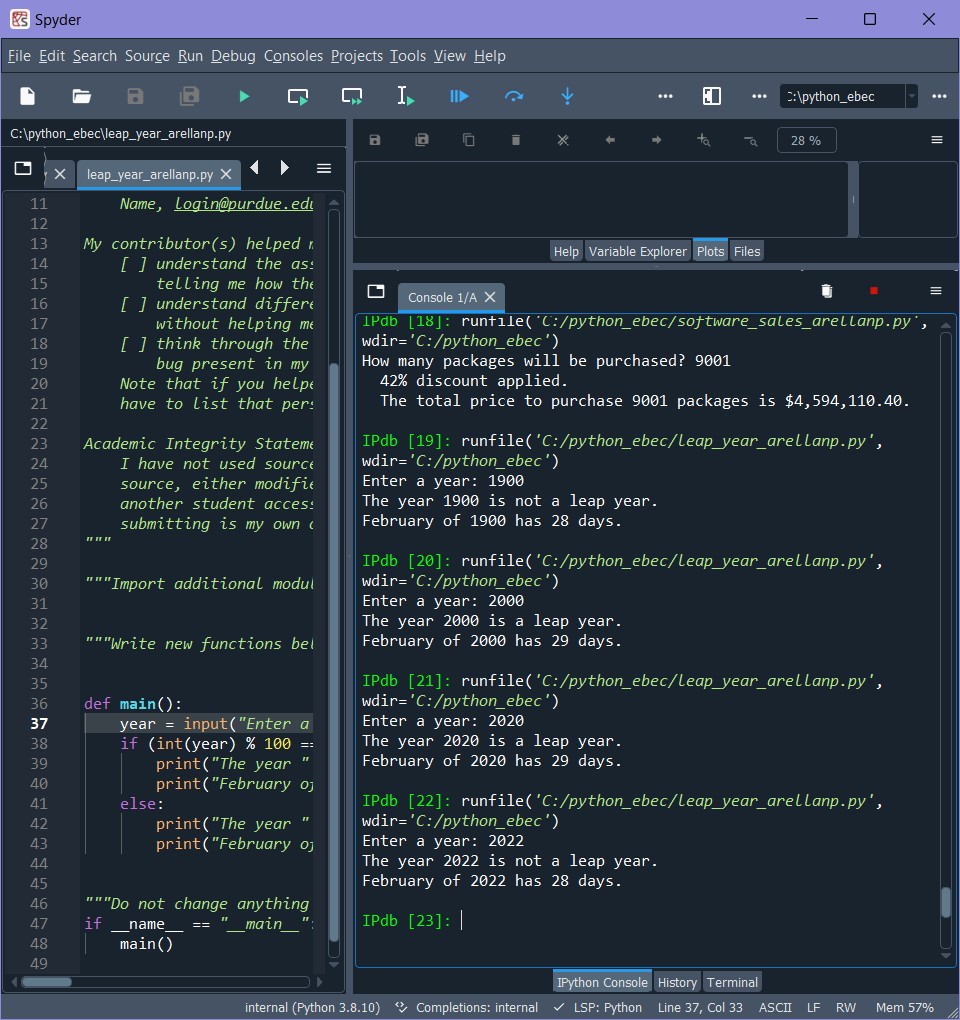 Spyder
File Edit Search Source Run Debug Consoles Projects Tools View Help
:\python_ebec
C:\python_ebec\leap_year_arellanp.py
leap_year_arellanp.py
11 Name, login@purdue.edu
12
13 My contributor(s) helped m
14 [ ] understand the ass
15 telling me how the
16 [ ] understand differe
17 without helping me
18 [ ] think through the
19 bug present in my
20 Note that if you helpe
21 have to list that pers
22
23 Academic Integrity Stateme
24 I have not used source
25 source, either modifie
26 another student access
27 submitting is my own
28 """
29
30 """Import additional modul
31
32
33 """Write new functions bel
34
35
36 def main():
37 year = input("Enter a
38 if (int(year) % 100 ==
39 print("The year "
40 print("February of
41 else:
42 print("The year "
43 print("February of
44
45
46 """Do not change anything
47 if __name__ == "__main__":
48 main()
49
28 %
Help Variable Explorer Plots Files
Console 1/A
IPdb [18]: runfile('C:/python_ebec/software_sales_arellanp.py',
wdir='C:/python_ebec')
How many packages will be purchased? 9001
42% discount applied.
The total price to purchase 9001 packages is $4,594,110.40.
IPdb [19]: runfile('C:/python_ebec/leap_year_arellanp.py',
wdir='C:/python_ebec')
Enter a year: 1900
The year 1900 is not a leap year.
February of 1900 has 28 days.
IPdb [20]: runfile('C:/python_ebec/leap_year_arellanp.py',
wdir='C:/python_ebec')
Enter a year: 2000
The year 2000 is a leap year.
February of 2000 has 29 days.
IPdb [21]: runfile('C:/python_ebec/leap_year_arellanp.py',
wdir='C:/python_ebec')
Enter a year: 2020
The year 2020 is a leap year.
February of 2020 has 29 days.
IPdb [22]: runfile('C:/python_ebec/leap_year_arellanp.py',
wdir='C:/python_ebec')
Enter a year: 2022
The year 2022 is not a leap year.
February of 2022 has 28 days.
IPdb [23]:
IPython Console History Terminal
internal (Python 3.8.10) Completions: internal LSP: Python Line 37, Col 33 ASCII LF RW Mem 57%